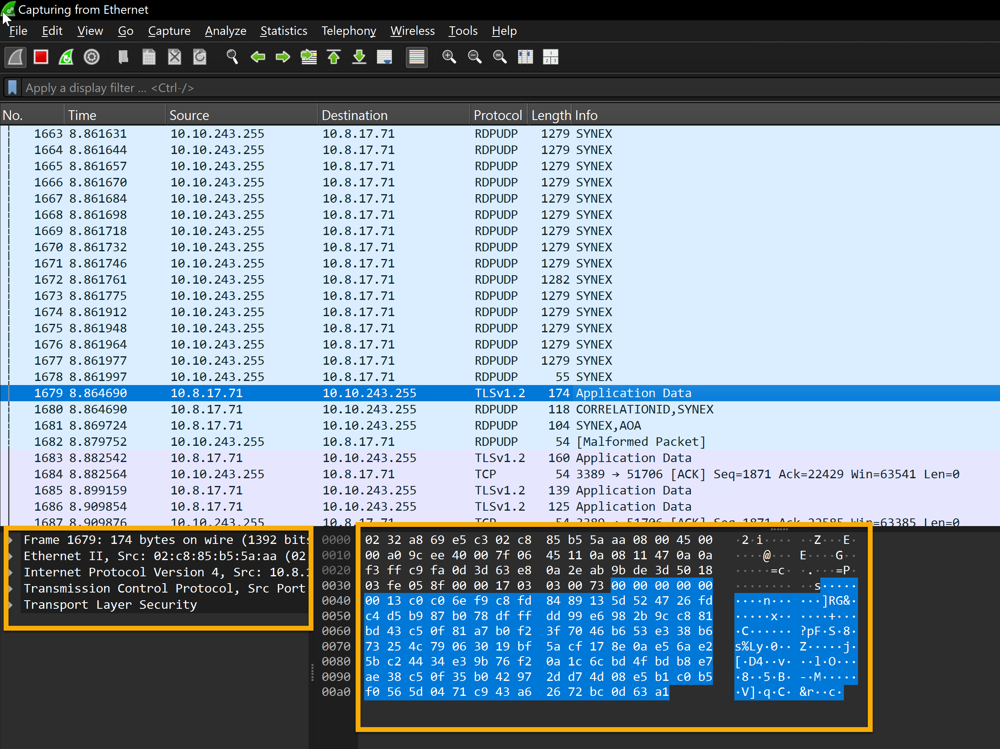 Capturing from Ethernet
File Edit View Go Capture Analyze Statistics Telephony Wireless Tools Help
Apply a display filter ... <Ctrl-/>
No. Time Source Destination Protocol Length Info
1663 8.861631 10.10.243.255 10.8.17.71 RDPUDP 1279 SYNEX
1664 8.861644 10.10.243.255 10.8.17.71 RDPUDP 1279 SYNEX
1665 8.861657 10.10.243.255 10.8.17.71 RDPUDP 1279 SYNEX
1666 8.861670 10.10.243.255 10.8.17.71 RDPUDP 1279 SYNEX
1667 8.861684 10.10.243.255 10.8.17.71 RDPUDP 1279 SYNEX
1668 8.861698 10.10.243.255 10.8.17.71 RDPUDP 1279 SYNEX
1669 8.861718 10.10.243.255 10.8.17.71 RDPUDP 1279 SYNEX
1670 8.861732 10.10.243.255 10.8.17.71 RDPUDP 1279 SYNEX
1671 8.861746 10.10.243.255 10.8.17.71 RDPUDP 1279 SYNEX
1672 8.861761 10.10.243.255 10.8.17.71 RDPUDP 1282 SYNEX
1673 8.861775 10.10.243.255 10.8.17.71 RDPUDP 1279 SYNEX
1674 8.861912 10.10.243.255 10.8.17.71 RDPUDP 1279 SYNEX
1675 8.861948 10.10.243.255 10.8.17.71 RDPUDP 1279 SYNEX
1676 8.861964 10.10.243.255 10.8.17.71 RDPUDP 1279 SYNEX
1677 8.861977 10.10.243.255 10.8.17.71 RDPUDP 1279 SYNEX
1678 8.861997 10.10.243.255 10.8.17.71 RDPUDP 55 SYNEX
1679 8.864690 10.8.17.71 10.10.243.255 TLSv1.2 174 Application Data
1680 8.864690 10.8.17.71 10.10.243.255 RDPUDP 118 CORRELATIONID,SYNEX
1681 8.869724 10.8.17.71 10.10.243.255 RDPUDP 104 SYNEX,AOA
1682 8.879752 10.10.243.255 10.8.17.71 RDPUDP 54 [Malformed Packet]
1683 8.882542 10.8.17.71 10.10.243.255 TLSv1.2 160 Application Data
1684 8.882564 10.10.243.255 10.8.17.71 TCP 54 3389 → 51706 [ACK] Seq=1871 Ack=22429 Win=63541 Len=0
1685 8.899159 10.8.17.71 10.10.243.255 TLSv1.2 139 Application Data
1686 8.909854 10.8.17.71 10.10.243.255 TLSv1.2 125 Application Data
1687 8.909876 10.10.243.255 10.8.17.71 TCP 54 3389 → 51706 [ACK] Seq=1871 Ack=22585 Win=63385 Len=0
Frame 1679: 174 bytes on wire (1392 bits
Ethernet II, Src: 02:c8:85:b5:5a:aa (02
Internet Protocol Version 4, Src: 10.8.1
Transmission Control Protocol, Src Port
Transport Layer Security
0000 02 32 a8 69 e5 c3 02 c8 85 b5 5a aa 08 00 45 00 ·2·i···· ··Z···E·
0010 00 a0 9c ee 40 00 7f 06 45 11 0a 08 11 47 0a 0a ····@··· E····G··
0020 f3 ff c9 fa 0d 3d 63 e8 0a 2e ab 9b de 3d 50 18 ·····=c· ·.···=P·
0030 03 fe 05 8f 00 00 17 03 03 00 73 00 00 00 00 00 ········ ··s·····
0040 00 13 c0 c0 6e f9 c8 fd 84 89 13 5d 52 47 26 fd ····n··· ···]RG&·
0050 c4 d5 b9 87 b0 78 df ff dd 99 e6 98 2b 9c c8 81 ·····x·· ····+···
0060 bd 43 c5 0f 81 a7 b0 f2 3f 70 46 b6 53 e3 38 b6 ·C······ ?pF·S·8·
0070 73 25 4c 79 06 30 19 bf 5a cf 17 8e 0a e5 6a e2 s%Ly·0·· Z·····j·
0080 5b c2 44 34 e3 9b 76 f2 0a 1c 6c bd 4f bd b8 e7 [·D4··v· ··l·O···
0090 ae 38 c5 0f 35 b0 42 97 2d d7 4d 08 e5 b1 c0 b5 ·8··5·B· -·M·····
00a0 f0 56 5d 04 71 c9 43 a6 26 72 bc 0d 63 a1 ·V]·q·C· &r··c·